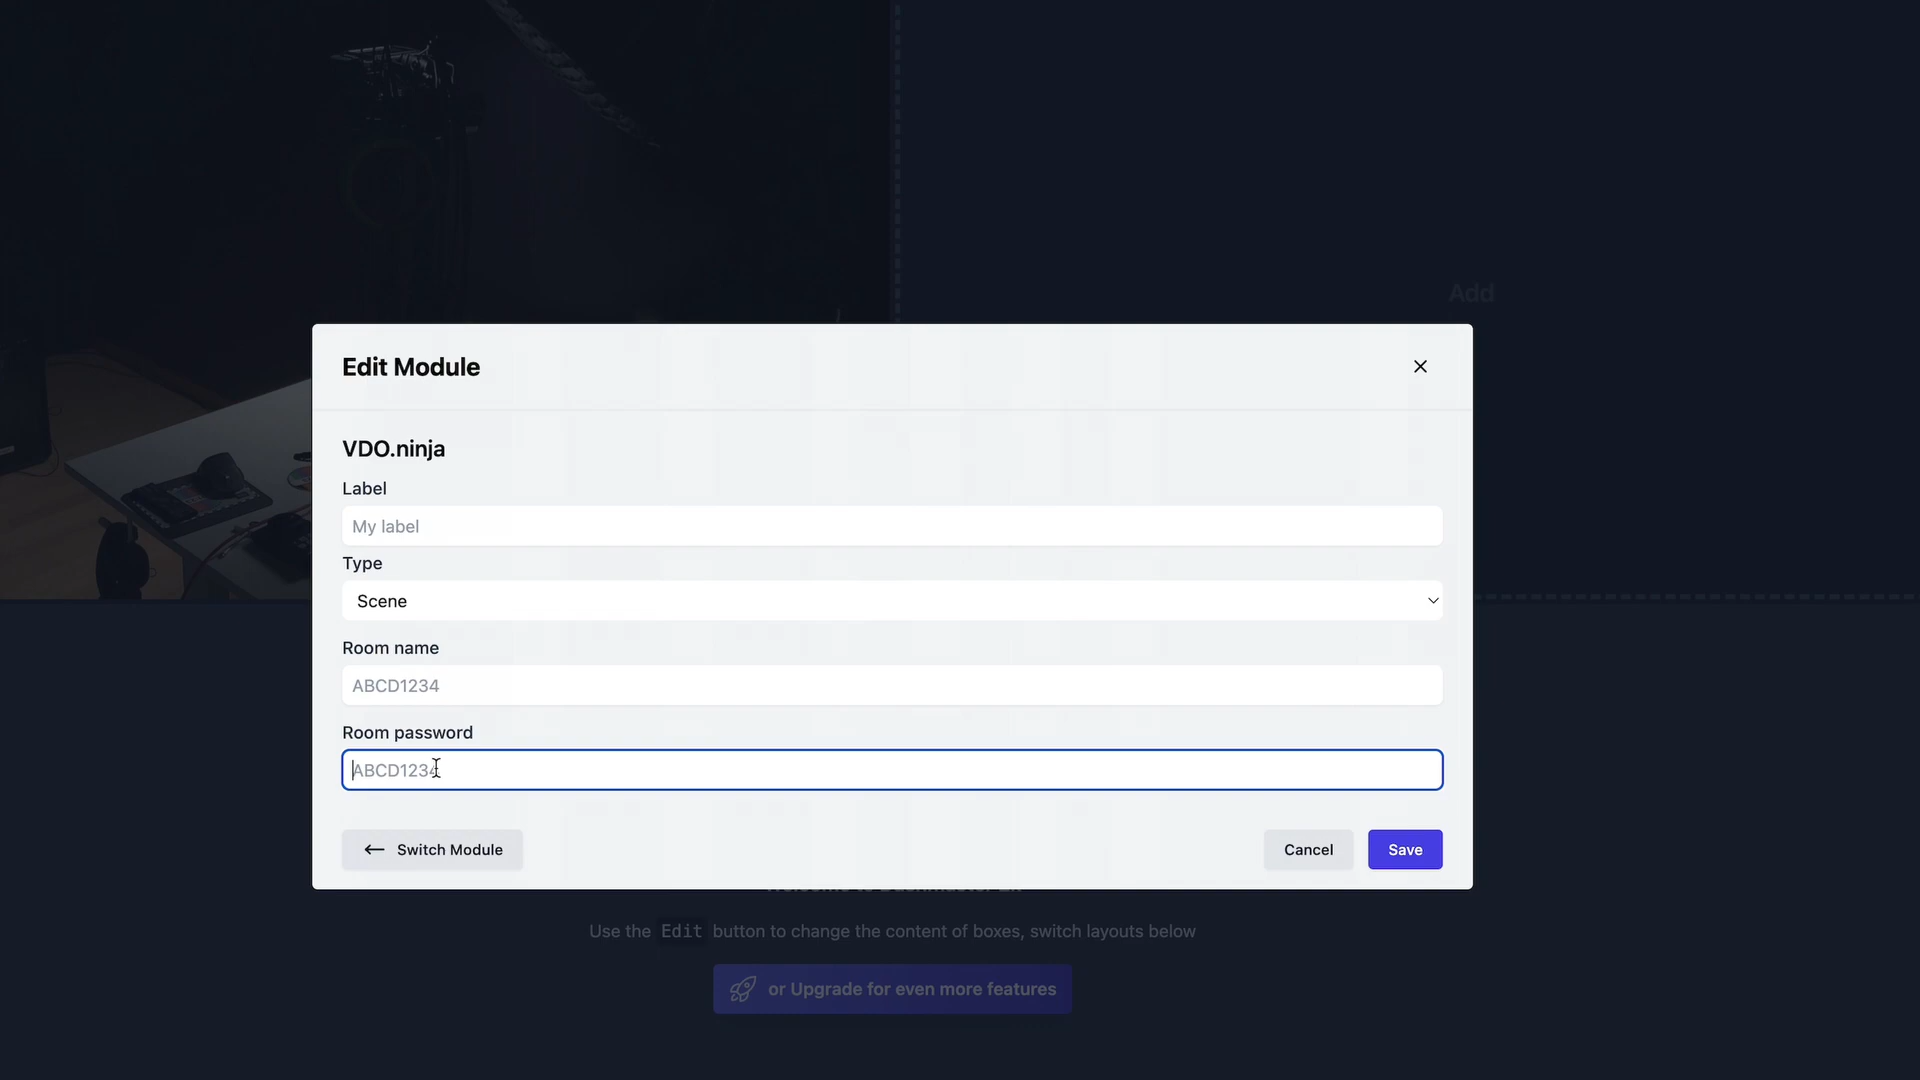 Add
Edit Module
VDO.ninja
Label
My label
Type
Scene
Room name
ABCD1234
Room password
ABCD1234
Switch Module
Cancel
Save
Use the Edit button to change the content of boxes, switch layouts below
or Upgrade for even more features